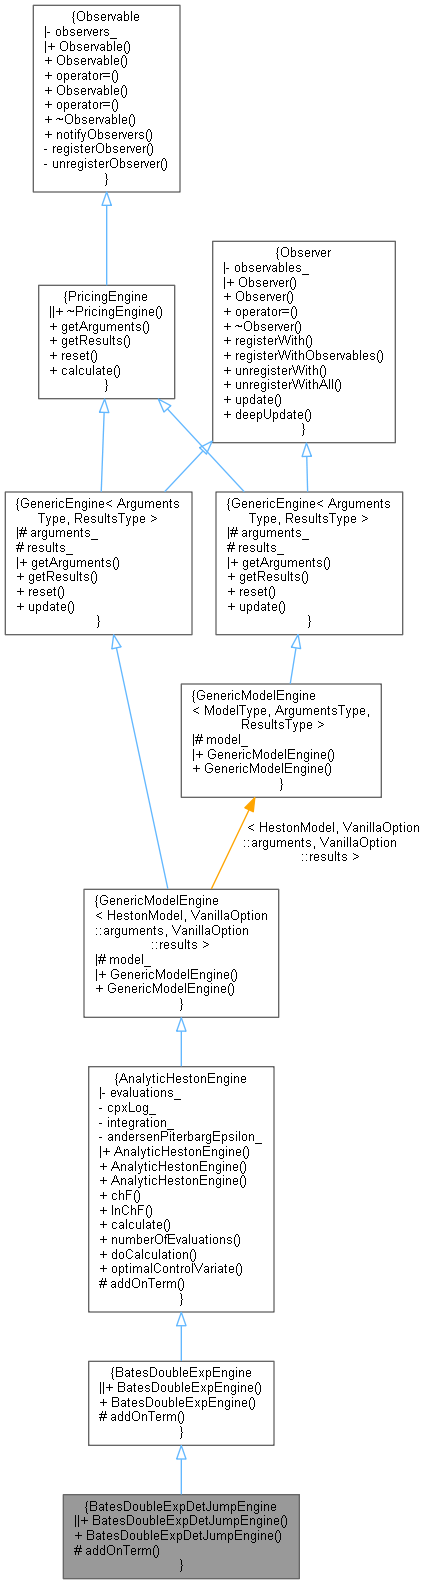 {Observable
|- observers_
|+ Observable()
+ Observable()
+ operator=()
+ Observable()
+ operator=()
+ ~Observable()
+ notifyObservers()
- registerObserver()
- unregisterObserver()
}
{Observer
|- observables_
|+ Observer()
+ Observer()
+ operator=()
+ ~Observer()
+ registerWith()
+ registerWithObservables()
+ unregisterWith()
+ unregisterWithAll()
+ update()
+ deepUpdate()
}
{PricingEngine
||+ ~PricingEngine()
+ getArguments()
+ getResults()
+ reset()
+ calculate()
}
{GenericEngine< Arguments
Type, ResultsType >
|# arguments_
# results_
|+ getArguments()
+ getResults()
+ reset()
+ update()
}
{GenericEngine< Arguments
Type, ResultsType >
|# arguments_
# results_
|+ getArguments()
+ getResults()
+ reset()
+ update()
}
{GenericModelEngine
< ModelType, ArgumentsType,
ResultsType >
|# model_
|+ GenericModelEngine()
+ GenericModelEngine()
}
< HestonModel, VanillaOption
::arguments, VanillaOption
::results >
{GenericModelEngine
< HestonModel, VanillaOption
::arguments, VanillaOption
::results >
|# model_
|+ GenericModelEngine()
+ GenericModelEngine()
}
{AnalyticHestonEngine
|- evaluations_
- cpxLog_
- integration_
- andersenPiterbargEpsilon_
|+ AnalyticHestonEngine()
+ AnalyticHestonEngine()
+ AnalyticHestonEngine()
+ chF()
+ lnChF()
+ calculate()
+ numberOfEvaluations()
+ doCalculation()
+ optimalControlVariate()
# addOnTerm()
}
{BatesDoubleExpEngine
||+ BatesDoubleExpEngine()
+ BatesDoubleExpEngine()
# addOnTerm()
}
{BatesDoubleExpDetJumpEngine
||+ BatesDoubleExpDetJumpEngine()
+ BatesDoubleExpDetJumpEngine()
# addOnTerm()
}